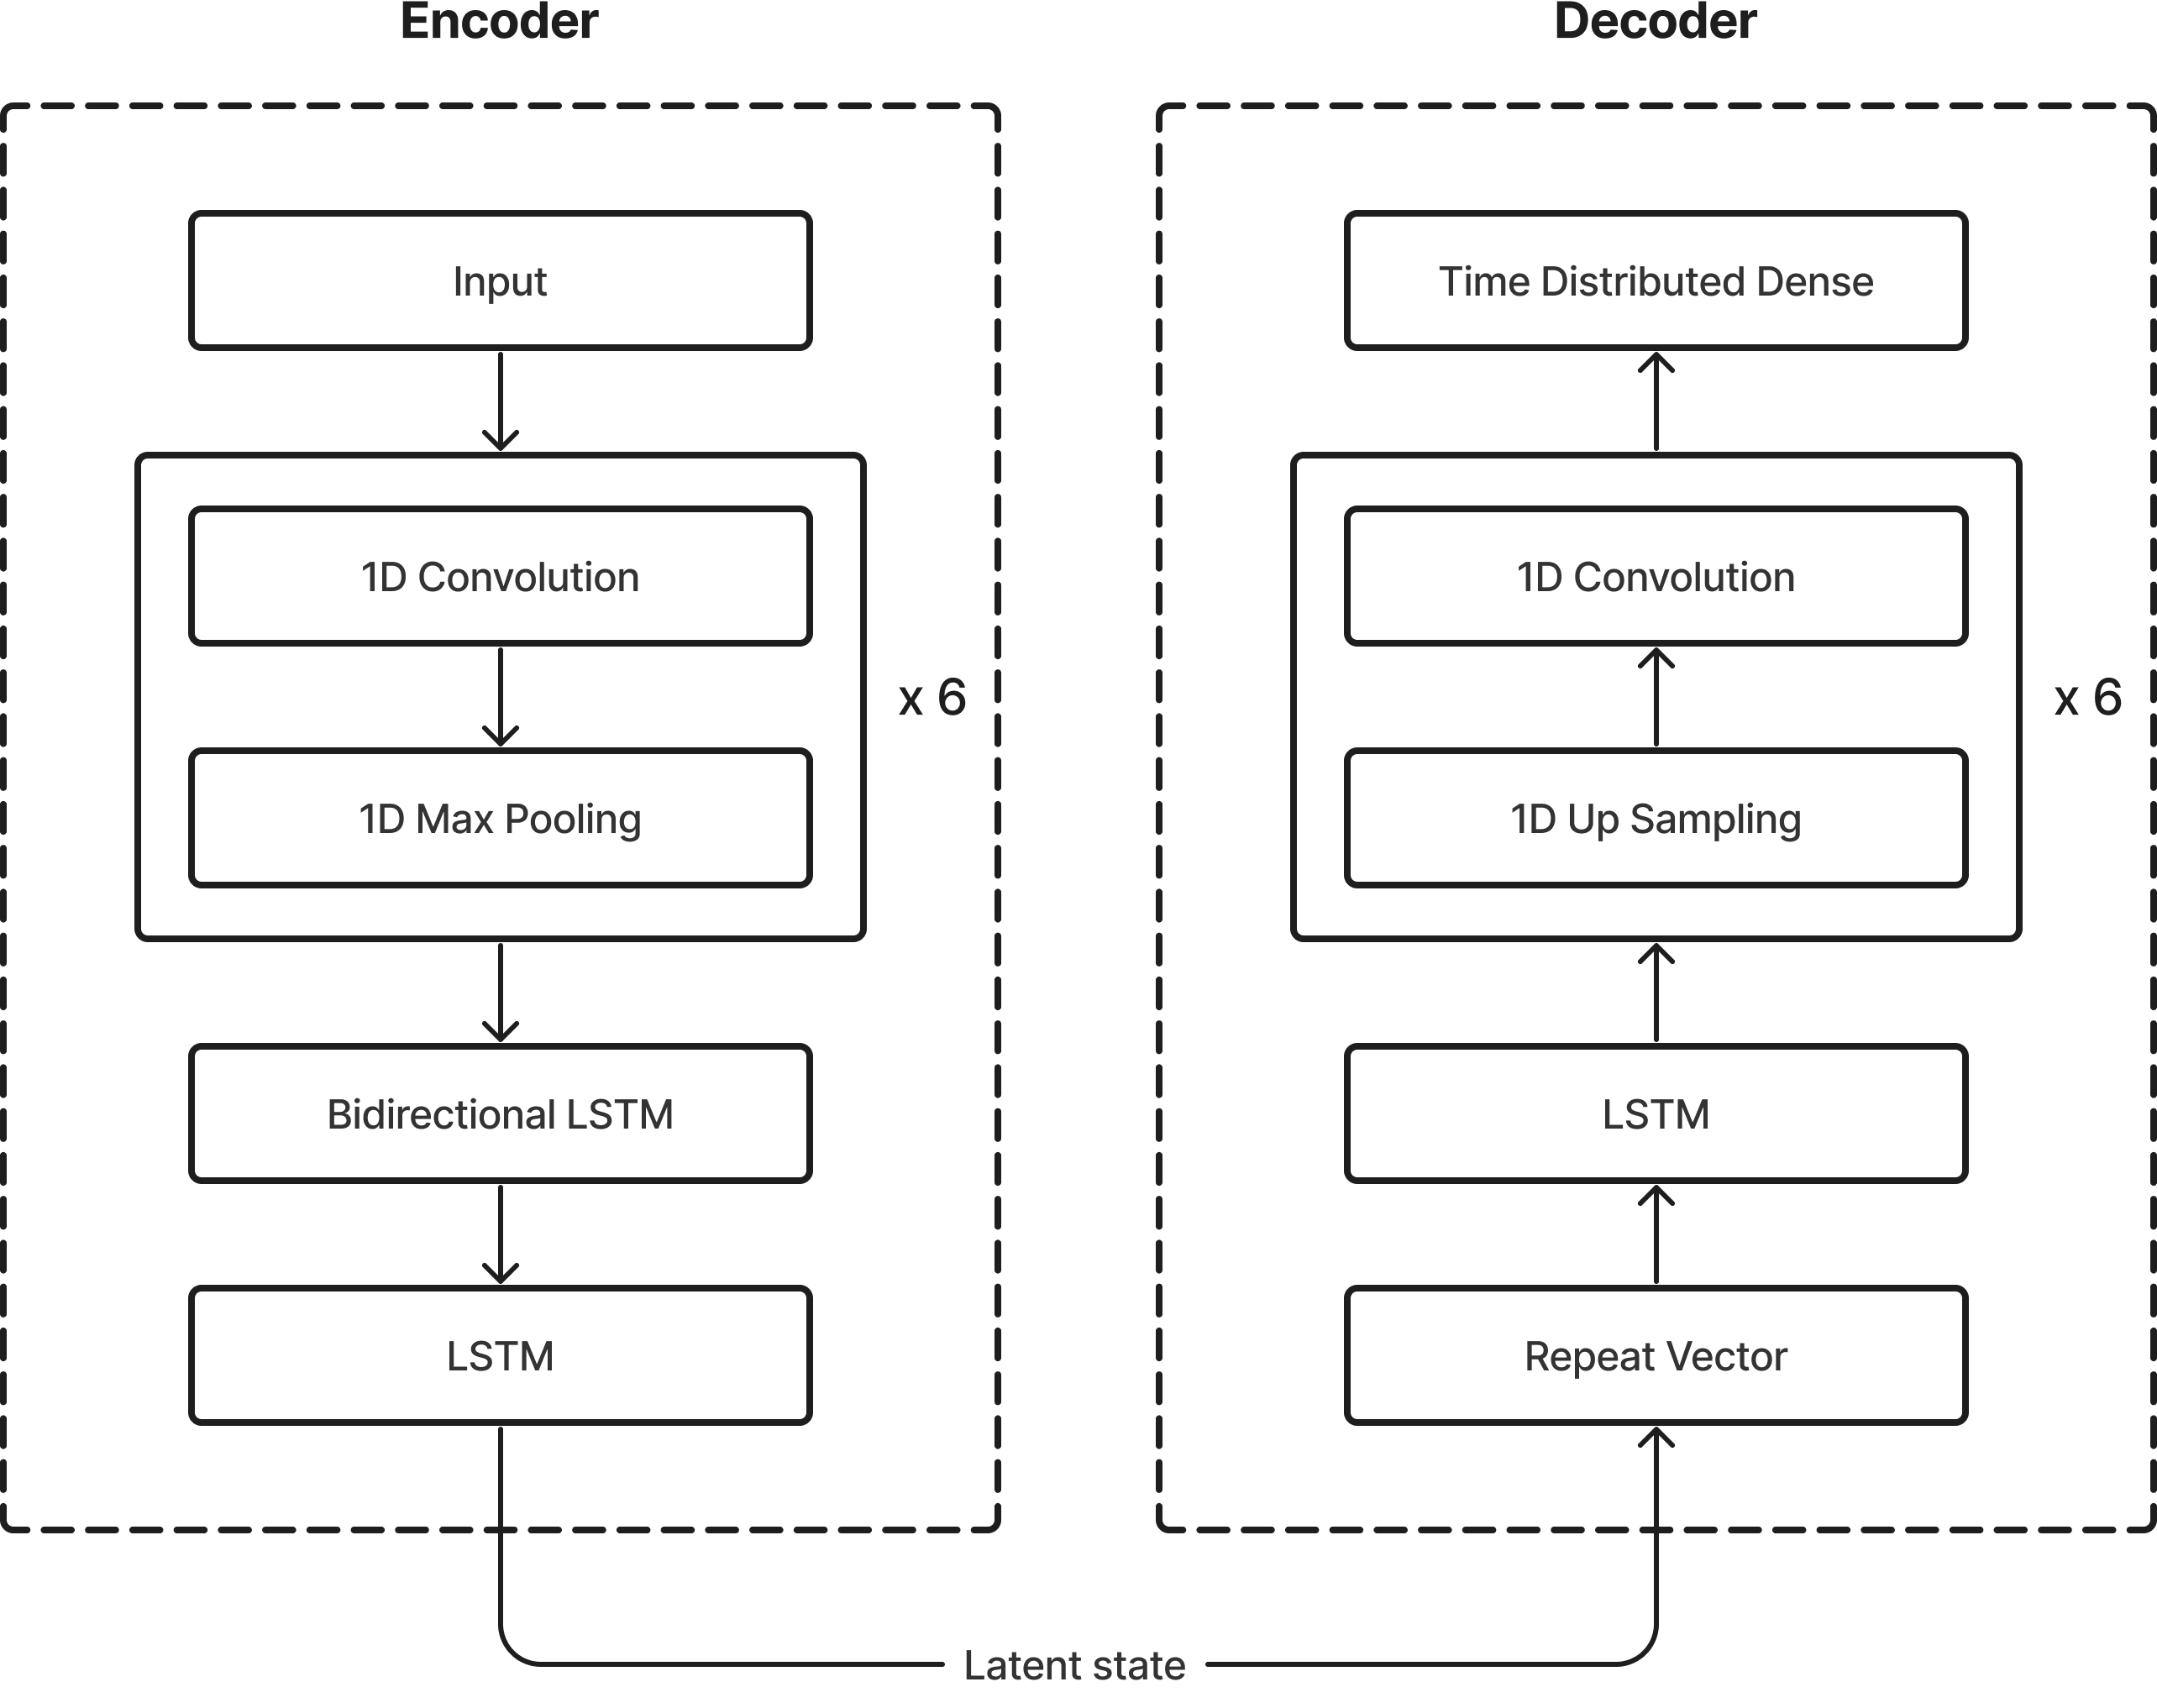 Encoder
Input
1D Convolution
1D Max Pooling
x 6
Bidirectional LSTM
LSTM
Latent state
Decoder
Time Distributed Dense
1D Convolution
1D Up Sampling
x 6
LSTM
Repeat Vector